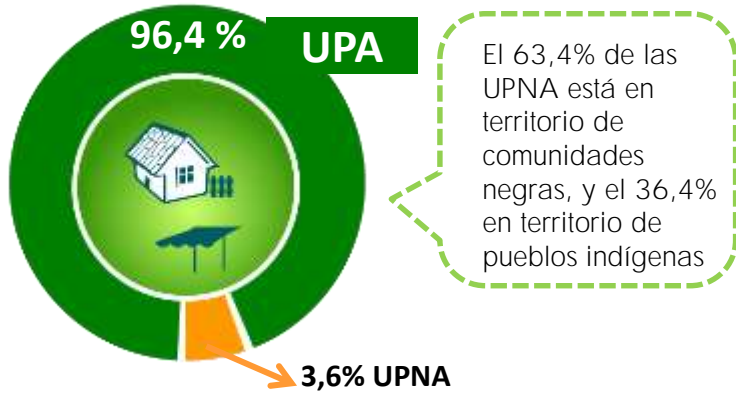 96,4 %
UPA
El 63,4% de las
UPNA está en
territorio de
comunidades
negras, y el 36,4%
en territorio de
pueblos indígenas
3,6% UPNA